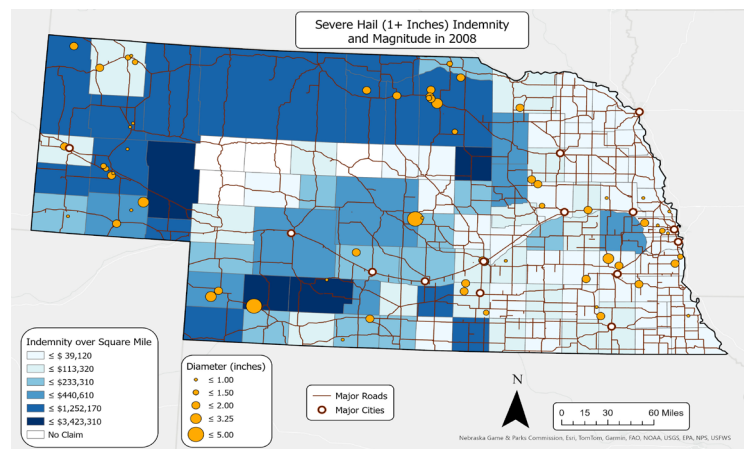 Severe Hail (1+ Inches) Indemnity
and Magnitude in 2008
Indemnity over Square Mile
≤ $ 39,120
≤ $113,320
≤ $233,310
≤ $440,610
≤ $1,252,170
≤ $3,423,310
No Claim
Diameter (inches)
≤ 1.00
≤ 1.50
≤ 2.00
≤ 3.25
≤ 5.00
Major Roads
Major Cities
N
0 15 30 60 Miles
Nebraska Game & Parks Commission, Esri, TomTom, Garmin, FAO, NOAA, USGS, EPA, NPS, USFWS